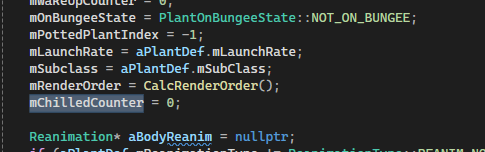 mWakeUpCounter = 0;
mOnBungeeState = PlantOnBungeeState::NOT_ON_BUNGEE;
mPottedPlantIndex = -1;
mLaunchRate = aPlantDef.mLaunchRate;
mSubclass = aPlantDef.mSubClass;
mRenderOrder = CalcRenderOrder();
mChilledCounter = 0;
Reanimation* aBodyReanim = nullptr;
if (aPlantDef.mReanimationType != ReanimationType::REANIM_NO